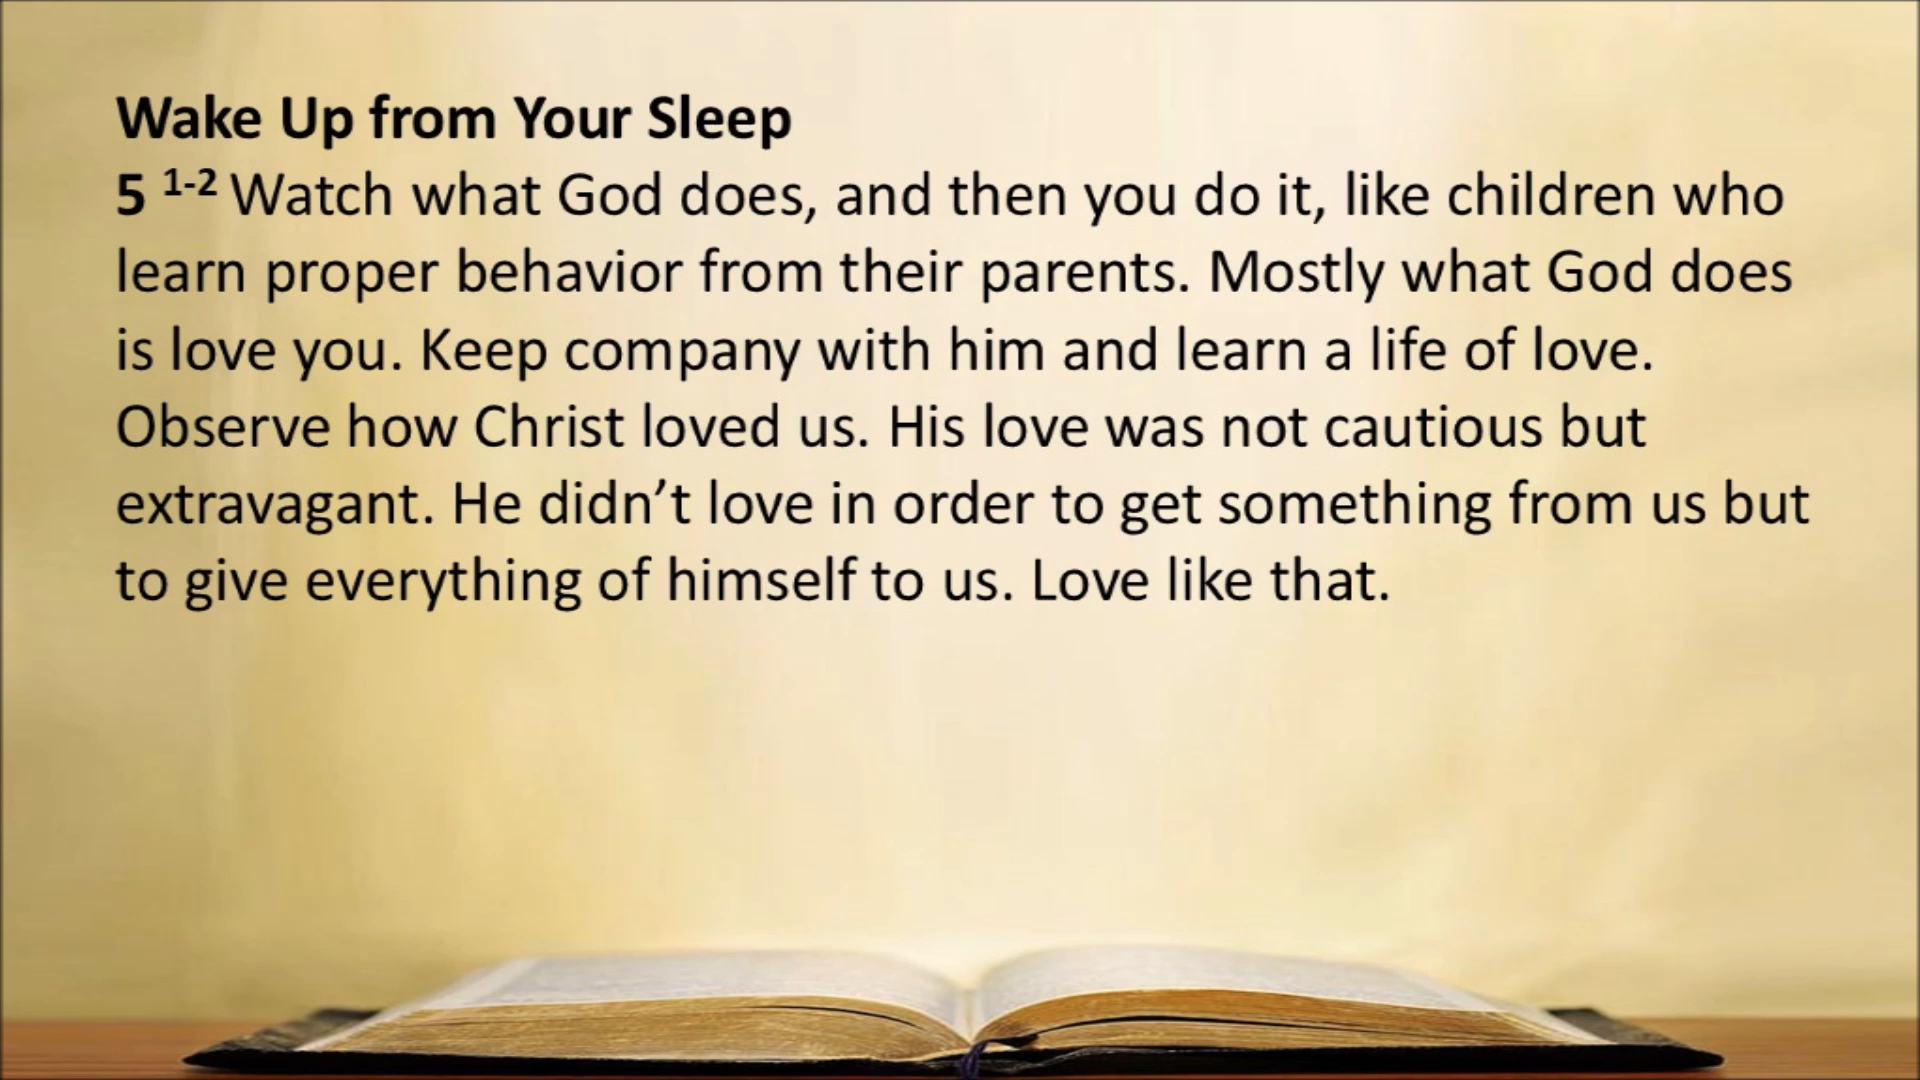 Wake Up from Your Sleep
5 1-2 Watch what God does, and then you do it, like children who
learn proper behavior from their parents. Mostly what God does
is love you. Keep company with him and learn a life of love.
Observe how Christ loved us. His love was not cautious but
extravagant. He didn’t love in order to get something from us but
to give everything of himself to us. Love like that.